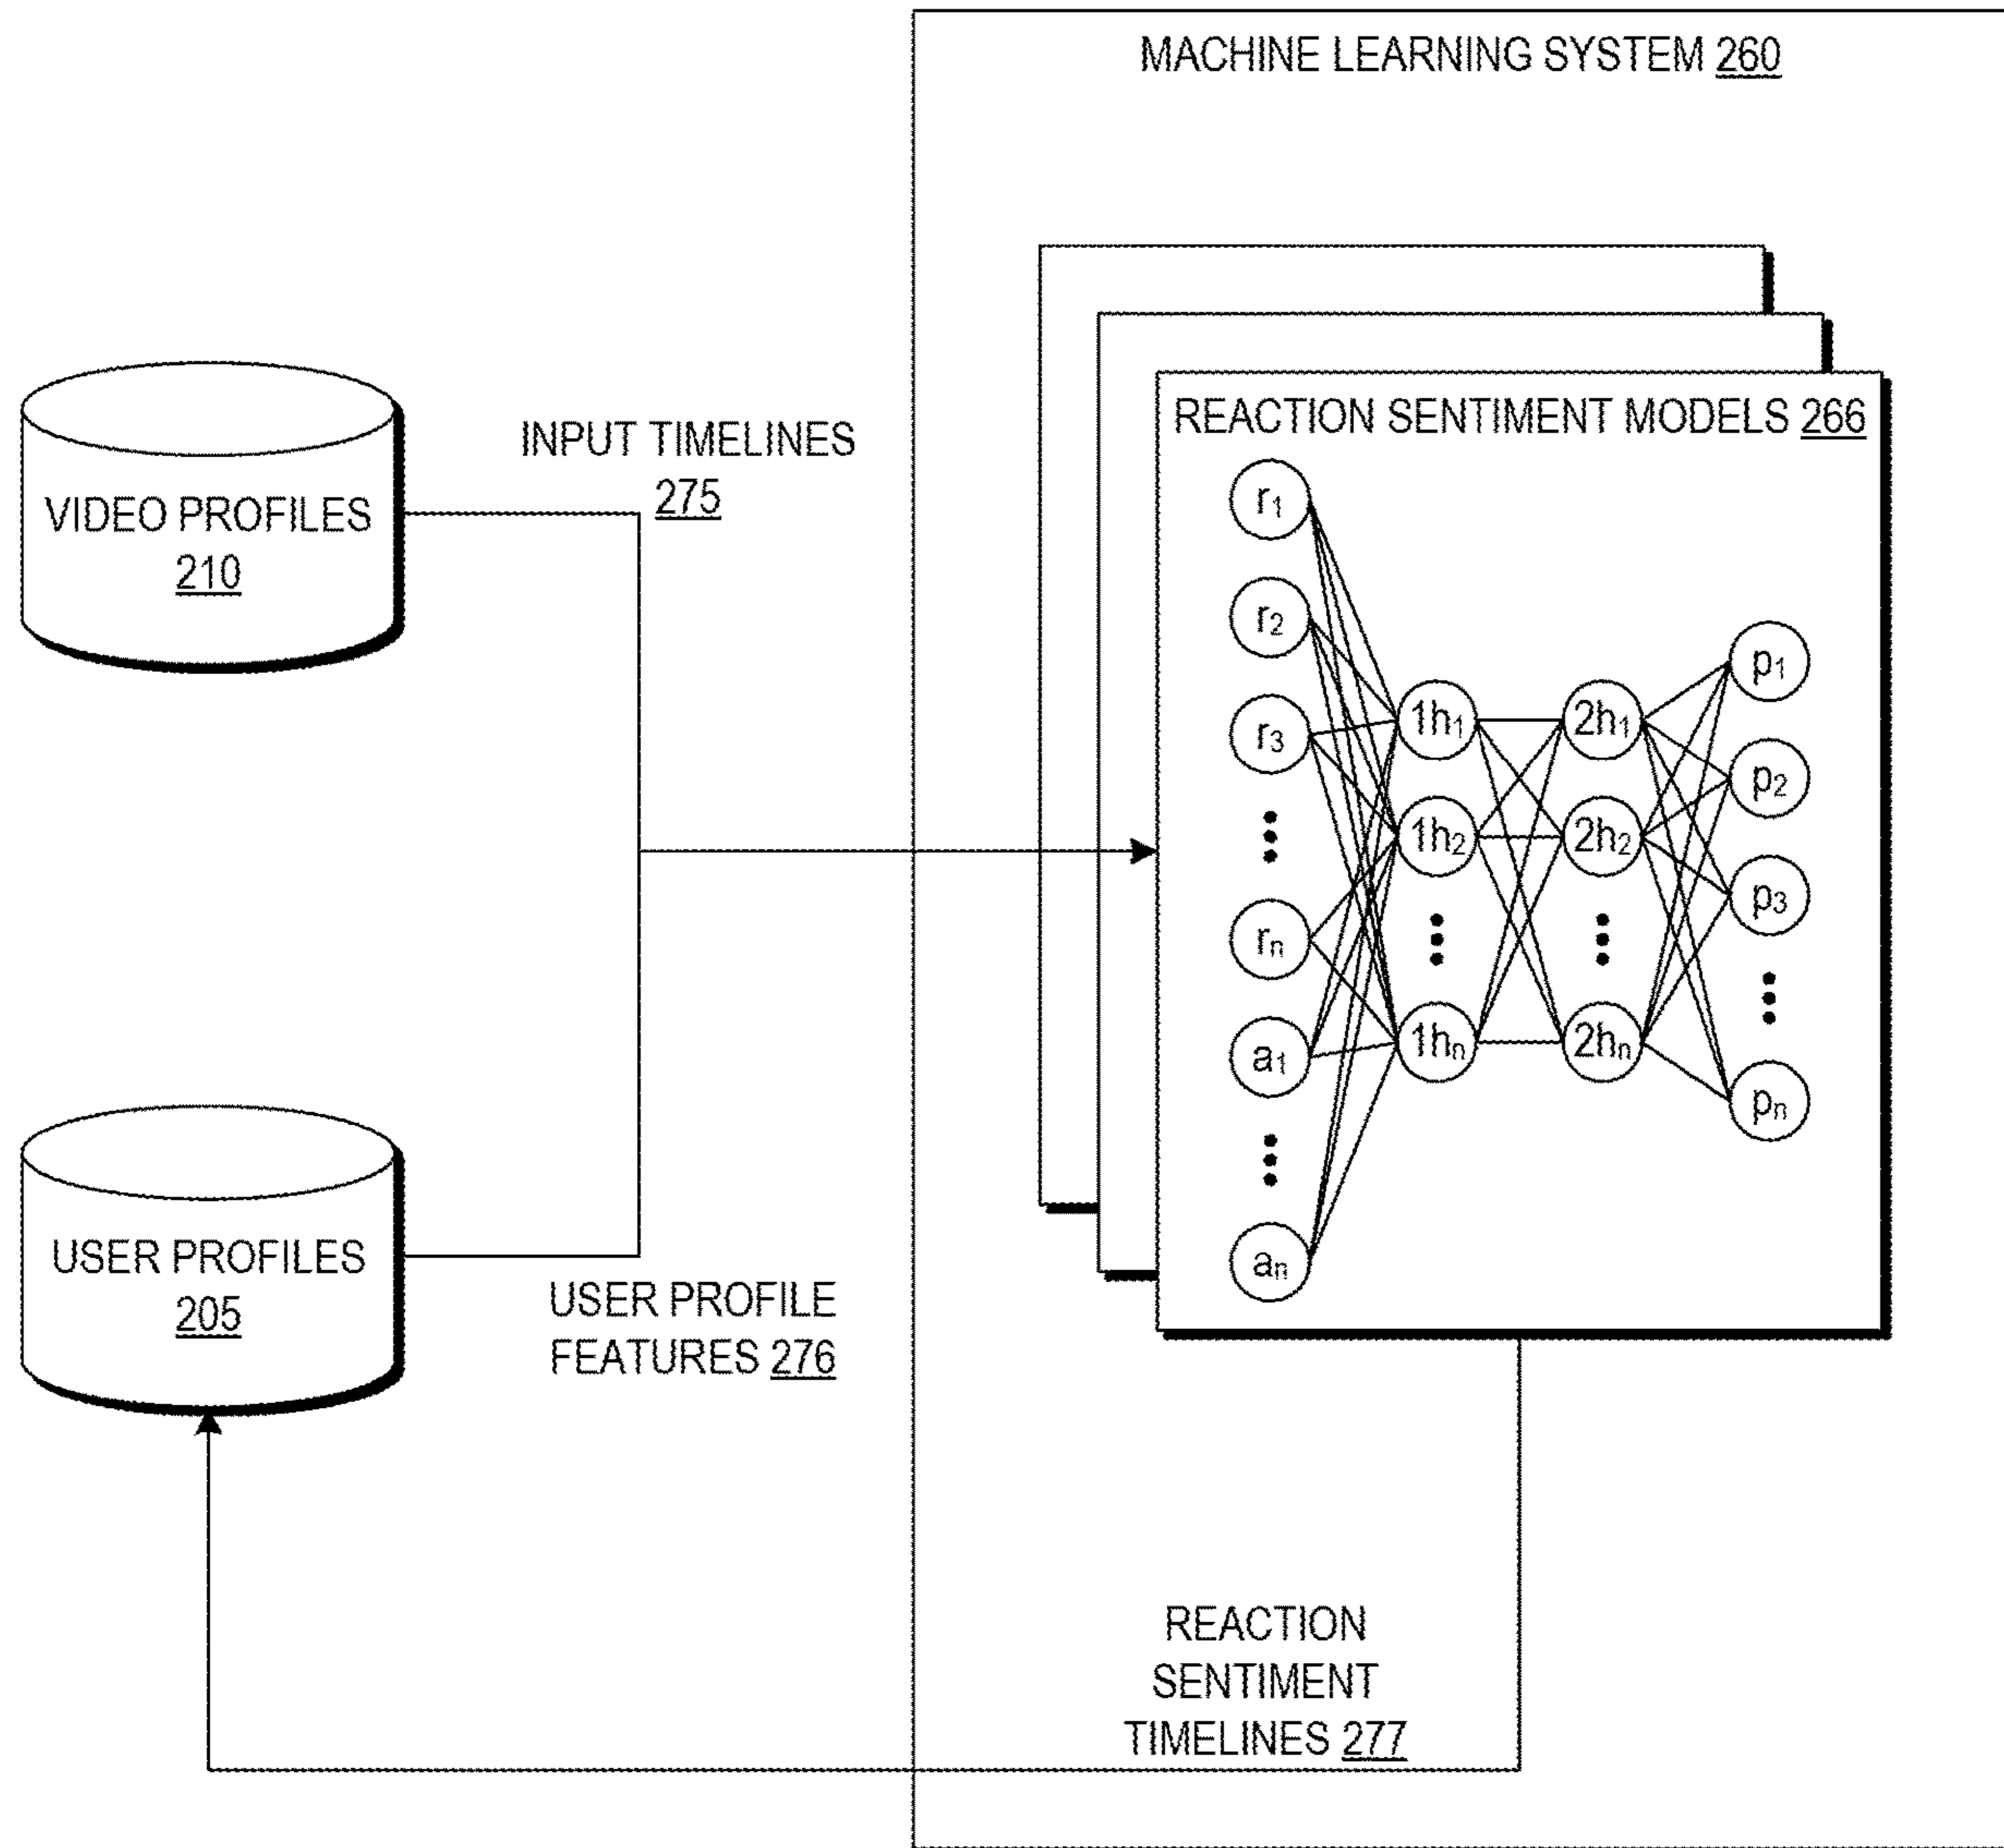 MACHINE LEARNING SYSTEM 260
VIDEO PROFILES
210
INPUT TIMELINES
275
USER PROFILES
205
USER PROFILE
FEATURES 276
REACTION SENTIMENT MODELS 266
r₁
r₂
r₃
rₙ
a₁
aₙ
1h₁
1h₂
1hₙ
2h₁
2h₂
2hₙ
p₁
p₂
p₃
pₙ
REACTION
SENTIMENT
TIMELINES 277